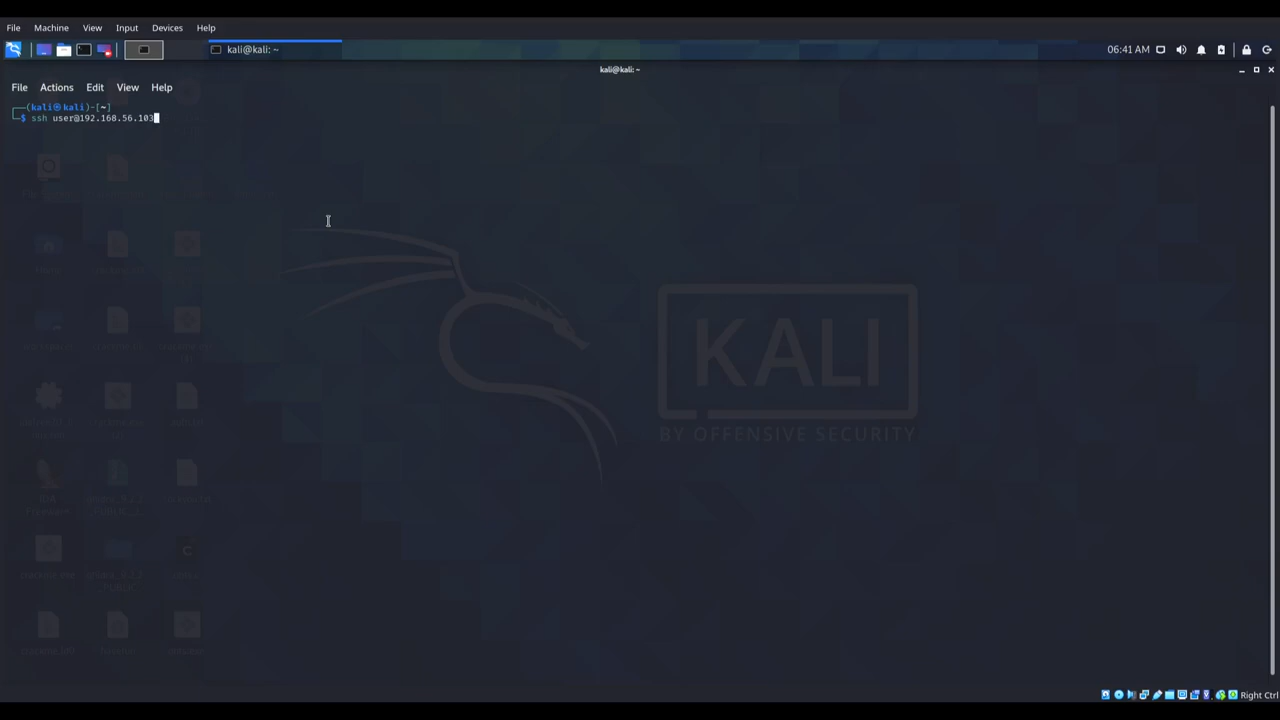 File Machine View Input Devices Help
kali@kali: ~
06:41 AM
kali@kali: ~
File Actions Edit View Help
┌──(kali㉿kali)-[~]
└─$ ssh user@192.168.56.103
KALI
BY OFFENSIVE SECURITY
Right Ctrl